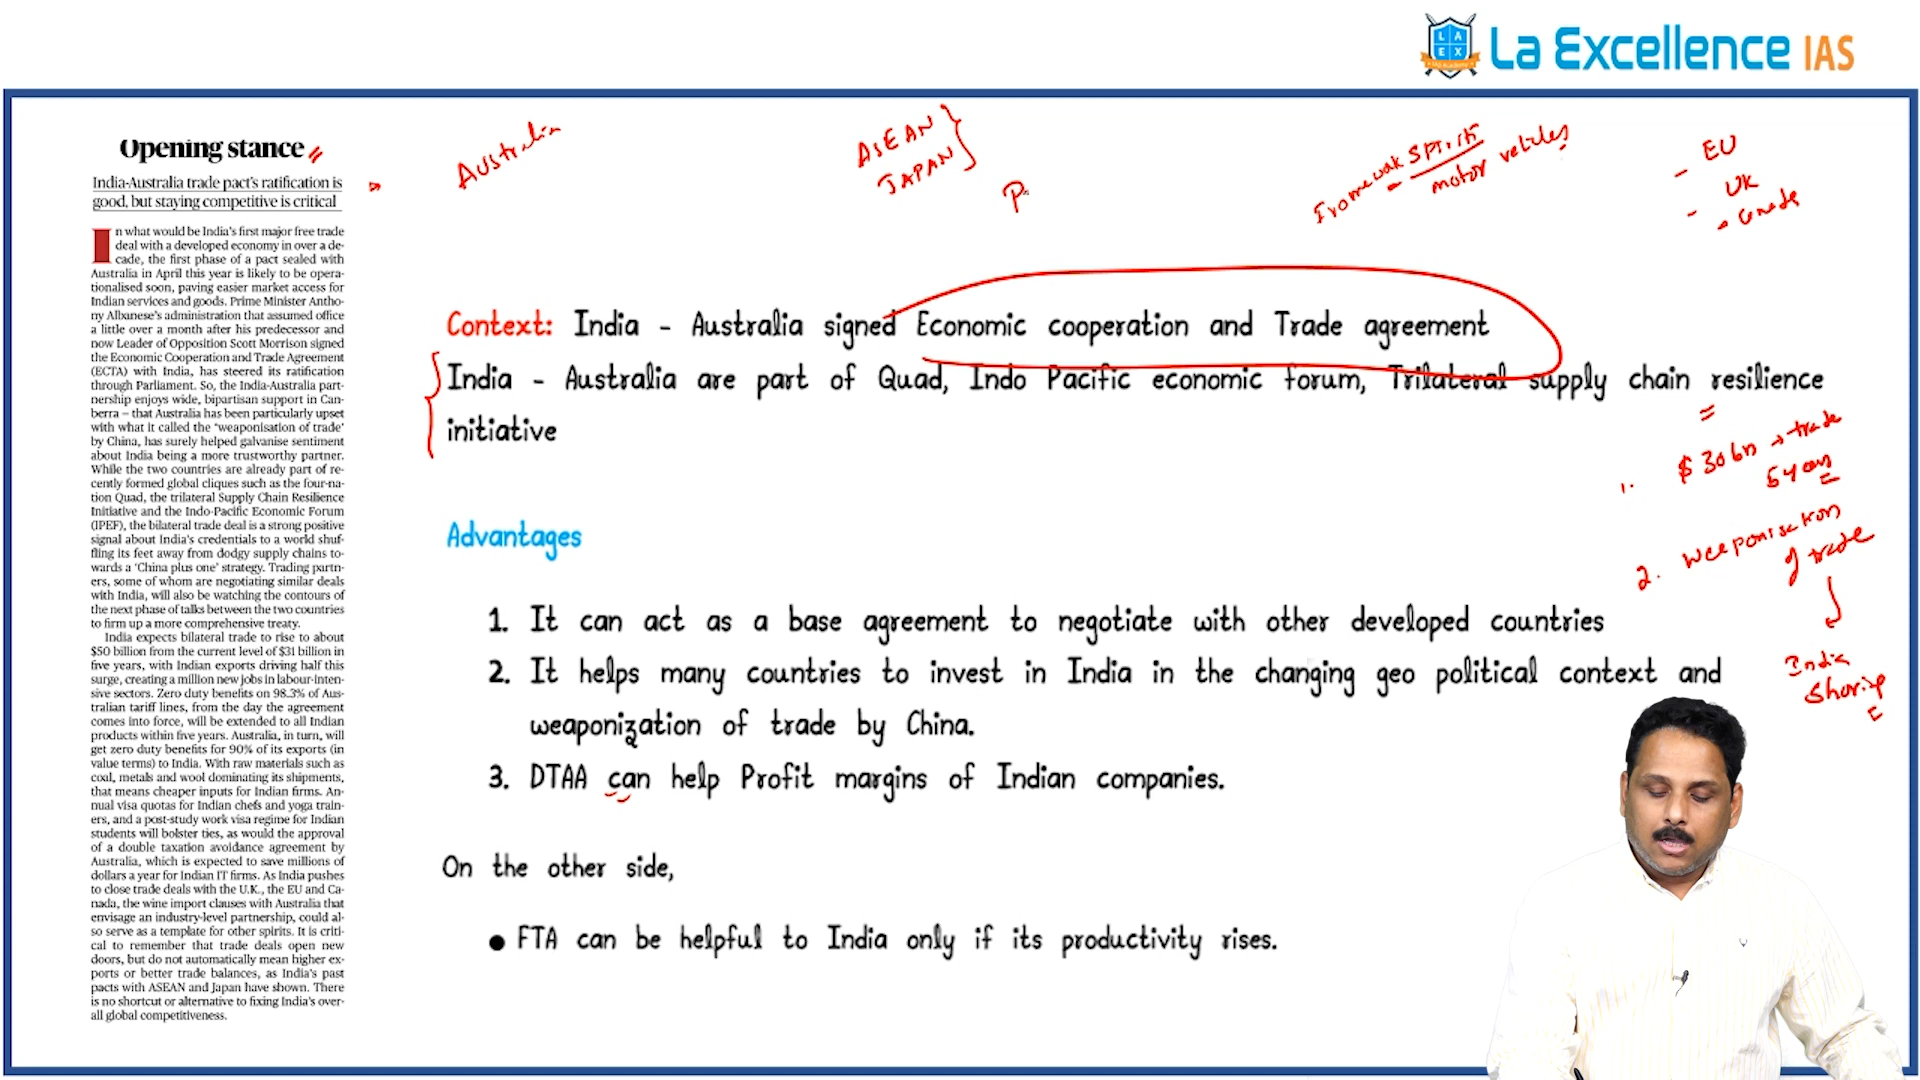 La Excellence IAS
Opening stance
India-Australia trade pact's ratification is
good, but staying competitive is critical
In what would be India's first major free trade
deal with a developed economy in over a de-
cade, the first phase of a pact sealed with
Australia in April this year is likely to be opera-
tionalised soon, paving easier market access for
Indian services and goods. Prime Minister Antho-
ny Albanese's administration that assumed office
a little over a month after his predecessor and
now Leader of Opposition Scott Morrison signed
the Economic Cooperation and Trade Agreement
(ECTA) with India, has steered its ratification
through Parliament. So, the India-Australia part-
nership enjoys wide, bipartisan support in Can-
berra — that Australia has been particularly upset
with what it called the 'weaponisation of trade'
by China, has surely helped galvanise sentiment
about India being a more trustworthy partner.
While the two countries are already part of re-
cently formed global cliques such as the four-na-
tion Quad, the trilateral Supply Chain Resilience
Initiative and the Indo-Pacific Economic Forum
(IPEF), the bilateral trade deal is a strong positive
signal about India's credentials to a world shuf-
fling its feet away from dodgy supply chains to-
wards a 'China plus one' strategy. Trading partn-
ers, some of whom are negotiating similar deals
with India, will also be watching the contours of
the next phase of talks between the two countries
to firm up a more comprehensive treaty.
India expects bilateral trade to rise to about
$50 billion from the current level of $31 billion in
five years, with Indian exports driving half this
surge, creating a million new jobs in labour-inten-
sive sectors. Zero duty benefits on 98.3% of Aus-
tralian tariff lines, from the day the agreement
comes into force, will be extended to all Indian
products within five years. Australia, in turn, will
get zero duty benefits for 90% of its exports (in
value terms) to India. With raw materials such as
coal, metals and wool dominating its shipments,
that means cheaper inputs for Indian firms. An-
nual visa quotas for Indian chefs and yoga train-
ers, and a post-study work visa regime for Indian
students will bolster ties, as would the approval
of a double taxation avoidance agreement by
Australia, which is expected to save millions of
dollars a year for Indian IT firms. As India pushes
to close trade deals with the U.K., the EU and Ca-
nada, the wine import clauses with Australia that
envisage an industry-level partnership, could al-
so serve as a template for other spirits. It is criti-
cal to remember that trade deals open new
doors, but do not automatically mean higher ex-
ports or better trade balances, as India's past
pacts with ASEAN and Japan have shown. There
is no shortcut or alternative to fixing India's over-
all global competitiveness.
Australia
ASEAN
JAPAN
P
Spirit
motor
EU
UK
Context: India - Australia signed Economic cooperation and Trade agreement
India - Australia are part of Quad, Indo Pacific economic forum, Trilateral supply chain resilience
initiative
1. $30bn → trade
5 years
2. Weaponisation
of trade
India
Shoring
Advantages
1. It can act as a base agreement to negotiate with other developed countries
2. It helps many countries to invest in India in the changing geo political context and
weaponization of trade by China.
3. DTAA can help Profit margins of Indian companies.
On the other side,
• FTA can be helpful to India only if its productivity rises.